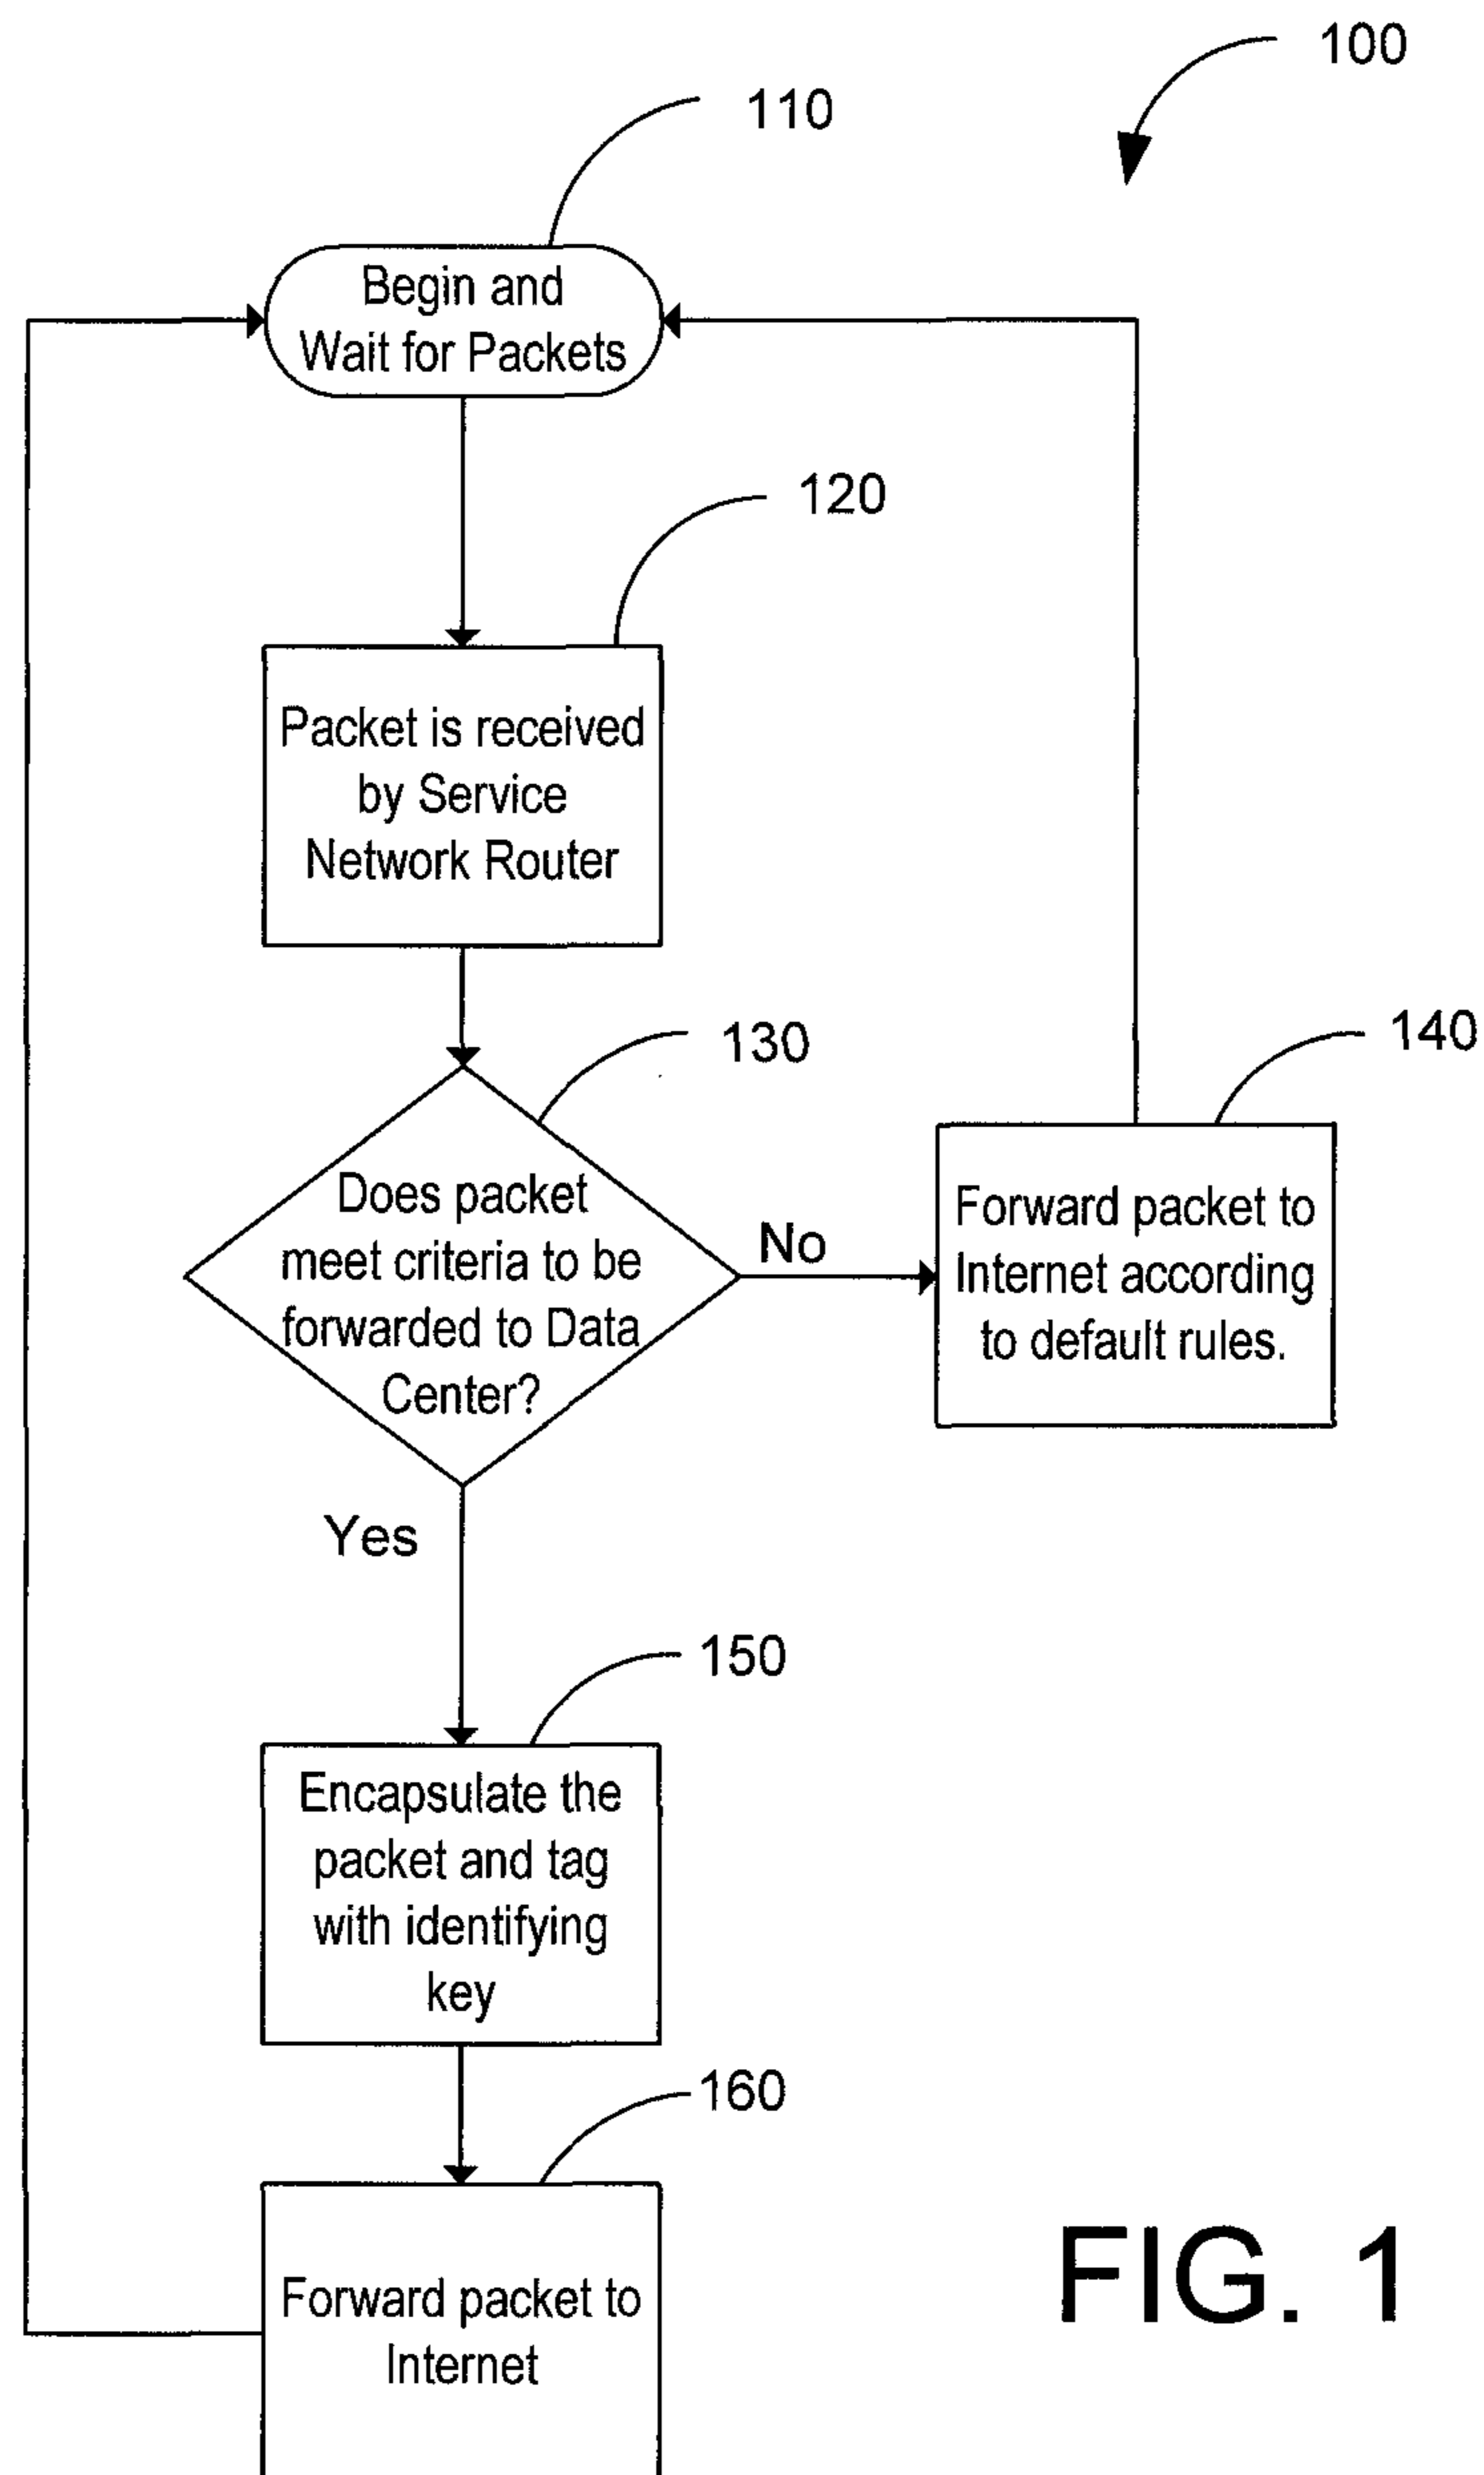 100
110
Begin and
Wait for Packets
120
Packet is received
by Service
Network Router
130
Does packet
meet criteria to be
forwarded to Data
Center?
No
140
Forward packet to
Internet according
to default rules.
Yes
150
Encapsulate the
packet and tag
with identifying
key
160
Forward packet to
Internet
FIG. 1